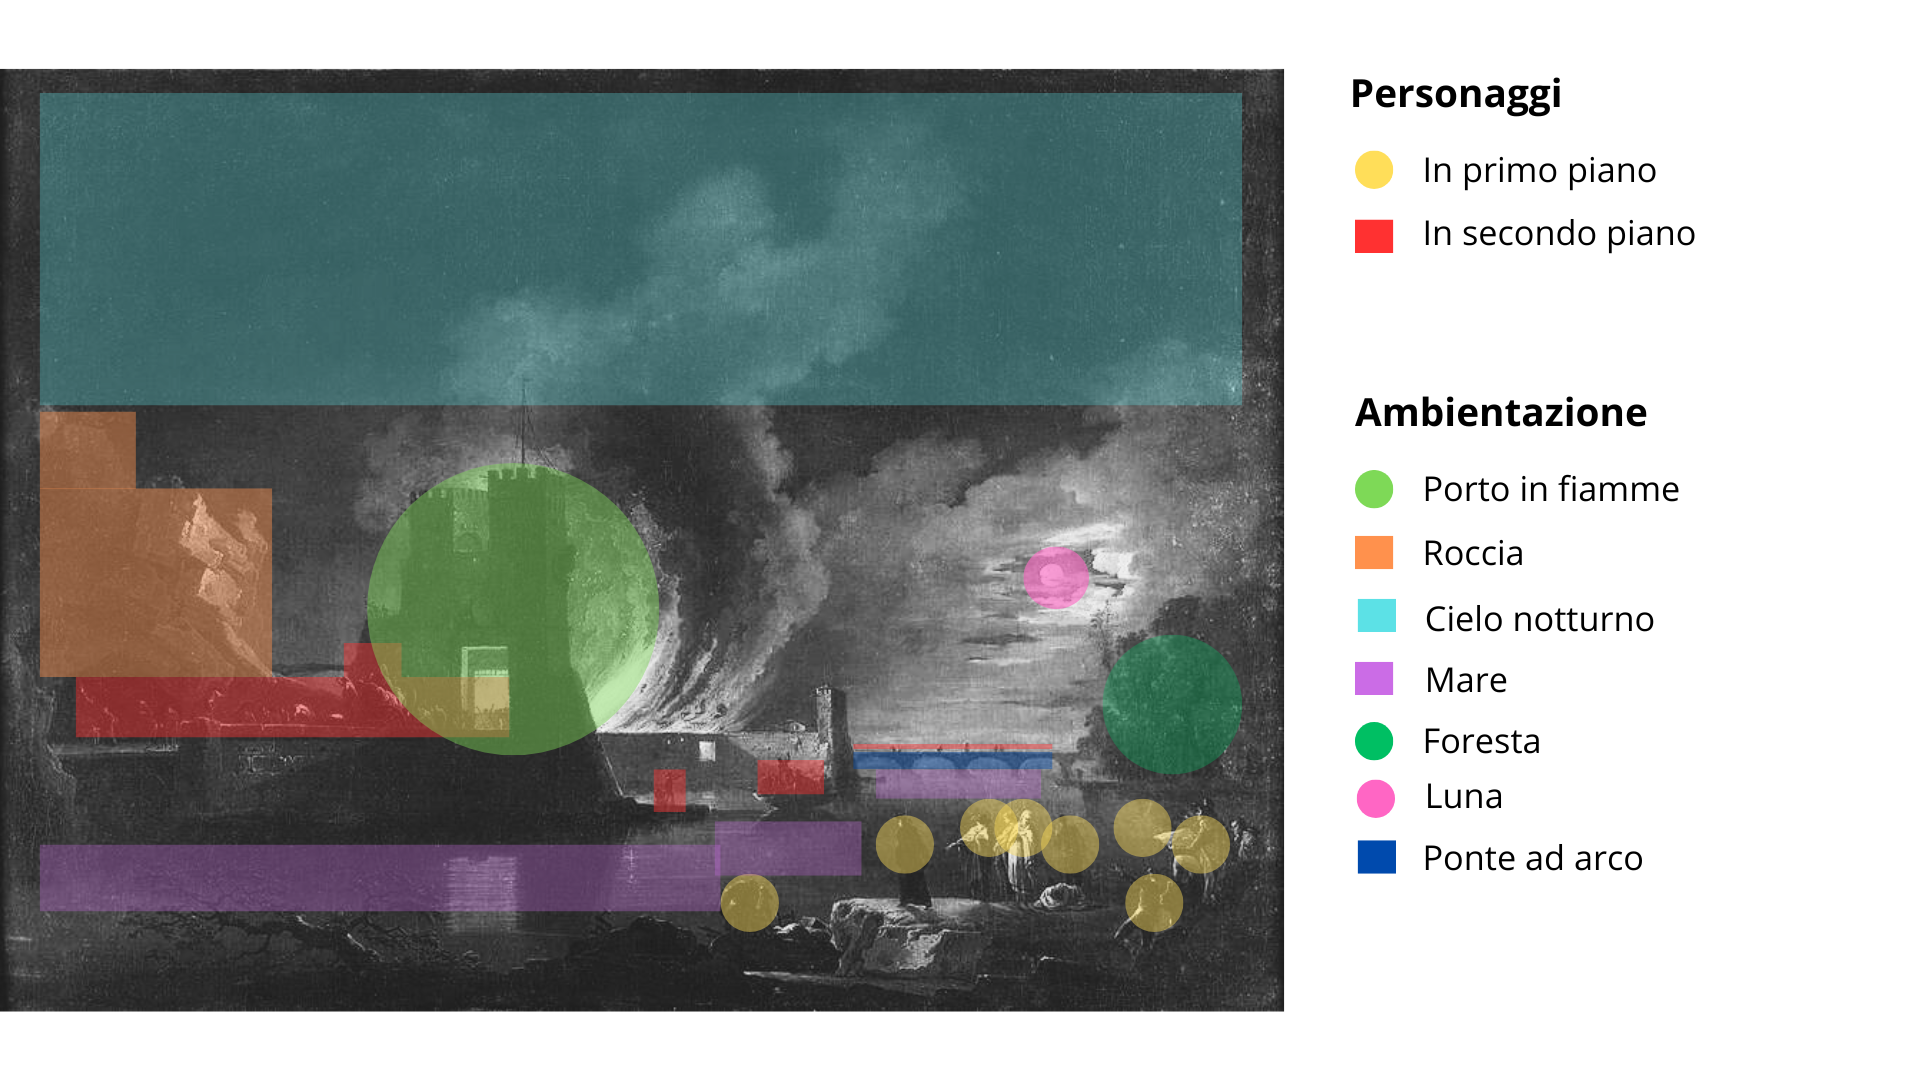 Personaggi
In primo piano
In secondo piano
Ambientazione
Porto in fiamme
Roccia
Cielo notturno
Mare
Foresta
Luna
Ponte ad arco